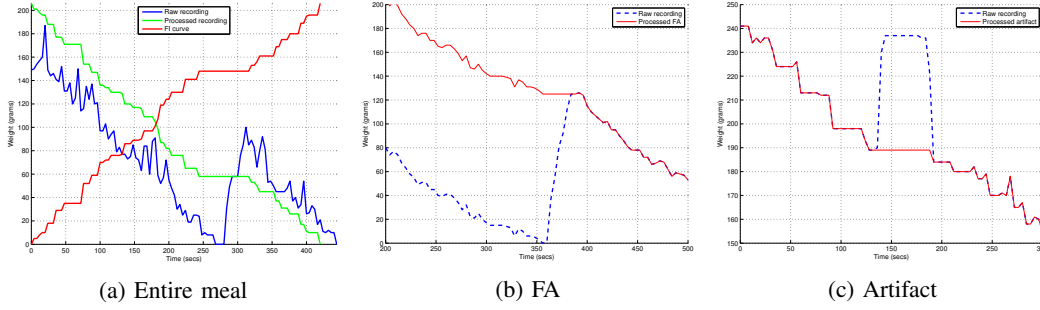 Raw recording
Processed recording
FI curve
Weight (grams)
200
180
160
140
120
100
80
60
40
20
0
0 50 100 150 200 250 300 350 400
Time (secs)
(a) Entire meal
Raw recording
Processed FA
Weight (grams)
200
180
160
140
120
100
80
60
40
20
0
200 250 300 350 400 450 500
Time (secs)
(b) FA
Raw recording
Processed artifact
Weight (grams)
250
240
230
220
210
200
190
180
170
160
150
0 50 100 150 200 250 300
Time (secs)
(c) Artifact